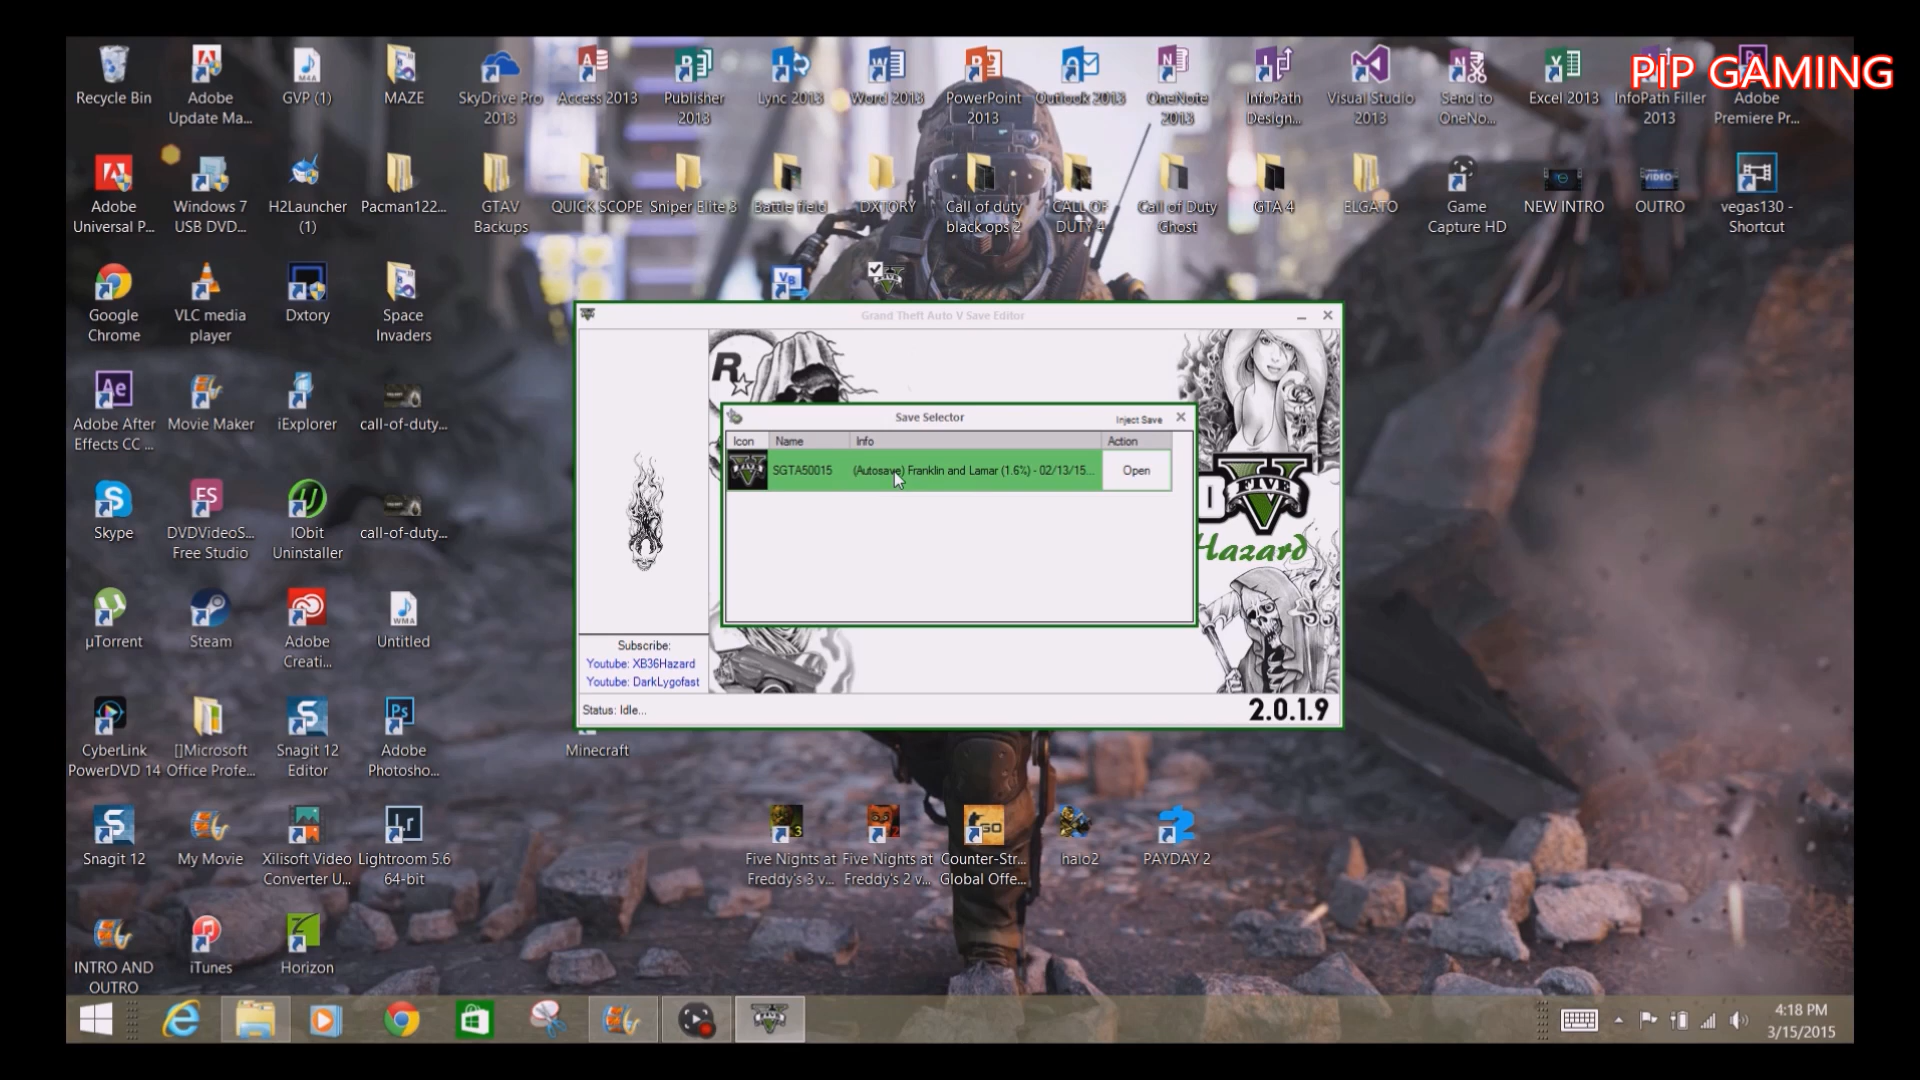 PIP GAMING
Recycle Bin
Adobe
Update Ma...
GVP (1)
MAZE
SkyDrive Pro
2013
Access 2013
Publisher
2013
Lync 2013
Word 2013
PowerPoint
2013
Outlook 2013
OneNote
2013
InfoPath
Design...
Visual Studio
2013
Send to
OneNo...
Excel 2013
InfoPath Filler
2013
Adobe
Premiere Pr...
Adobe
Universal P...
Windows 7
USB DVD...
H2Launcher
(1)
Pacman122...
GTAV
Backups
QUICK SCOPE
Sniper Elite 3
Battle field
DXTORY
Call of duty
black ops 2
CALL OF
DUTY 4
Call of Duty
Ghost
GTA 4
ELGATO
Game
Capture HD
NEW INTRO
OUTRO
vegas130 -
Shortcut
Google
Chrome
VLC media
player
Dxtory
Space
Invaders
Grand Theft Auto V Save Editor
Adobe After
Effects CC ...
Movie Maker
iExplorer
call-of-duty...
Save Selector
Inject Save
Icon
Name
Info
Action
SGTA50015
(Autosave) Franklin and Lamar (1.6%) - 02/13/15...
Open
FIVE
Hazard
Skype
DVDVideoS...
Free Studio
IObit
Uninstaller
call-of-duty...
µTorrent
Steam
Adobe
Creati...
Untitled
Subscribe:
Youtube: XB36Hazard
Youtube: DarkLygofast
Status: Idle...
2.0.1.9
CyberLink
PowerDVD 14
[]Microsoft
Office Profe...
Snagit 12
Editor
Adobe
Photosho...
Minecraft
Snagit 12
My Movie
Xilisoft Video
Converter U...
Lightroom 5.6
64-bit
Five Nights at
Freddy's 3 v...
Five Nights at
Freddy's 2 v...
Counter-Str...
Global Offe...
halo2
PAYDAY 2
INTRO AND
OUTRO
iTunes
Horizon
4:18 PM
3/15/2015